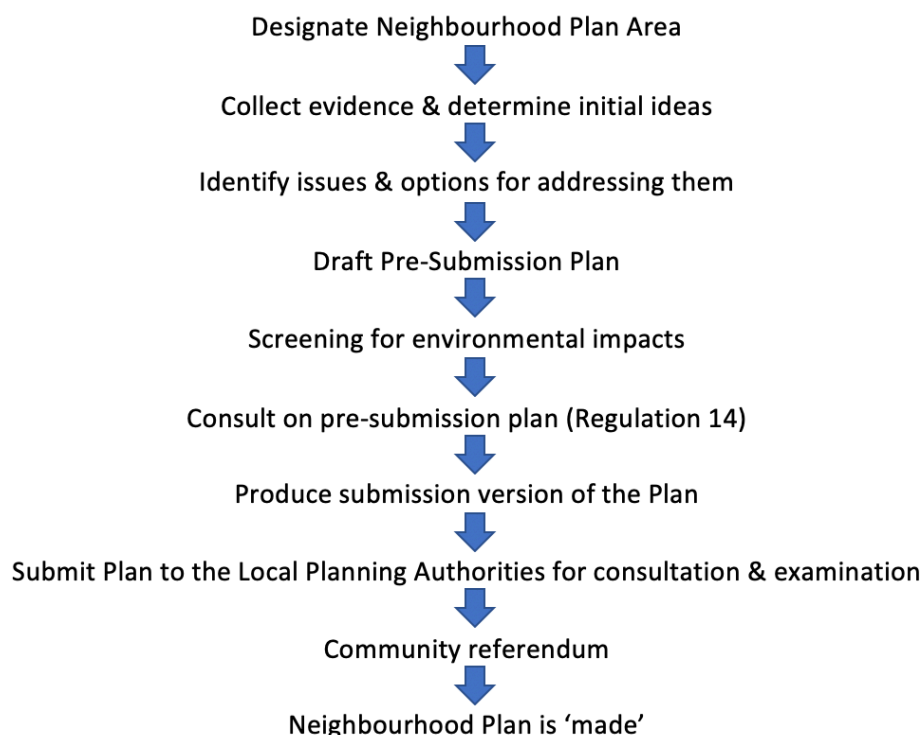 Designate Neighbourhood Plan Area
Collect evidence & determine initial ideas
Identify issues & options for addressing them
Draft Pre-Submission Plan
Screening for environmental impacts
Consult on pre-submission plan (Regulation 14)
Produce submission version of the Plan
Submit Plan to the Local Planning Authorities for consultation & examination
Community referendum
Neighbourhood Plan is ‘made’